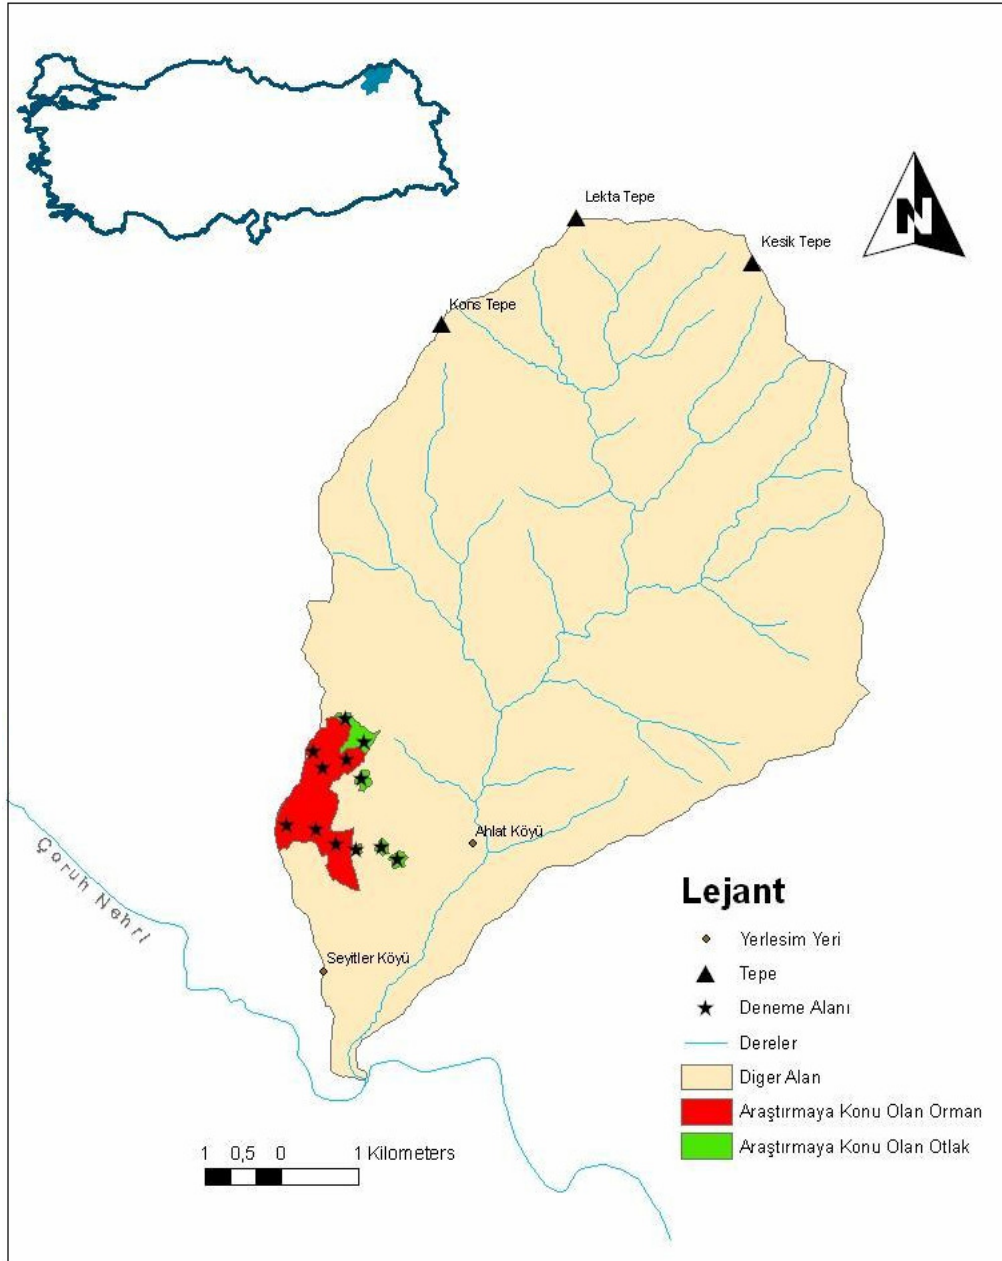 Lekta Tepe
Kesik Tepe
N
Kons Tepe
Ahlat Köyü
Çoruh Nehri
Seyitler Köyü
Lejant
Yerlesim Yeri
Tepe
Deneme Alanı
Dereler
Diger Alan
Araştırmaya Konu Olan Orman
Araştırmaya Konu Olan Otlak
1 0,5 0 1 Kilometers